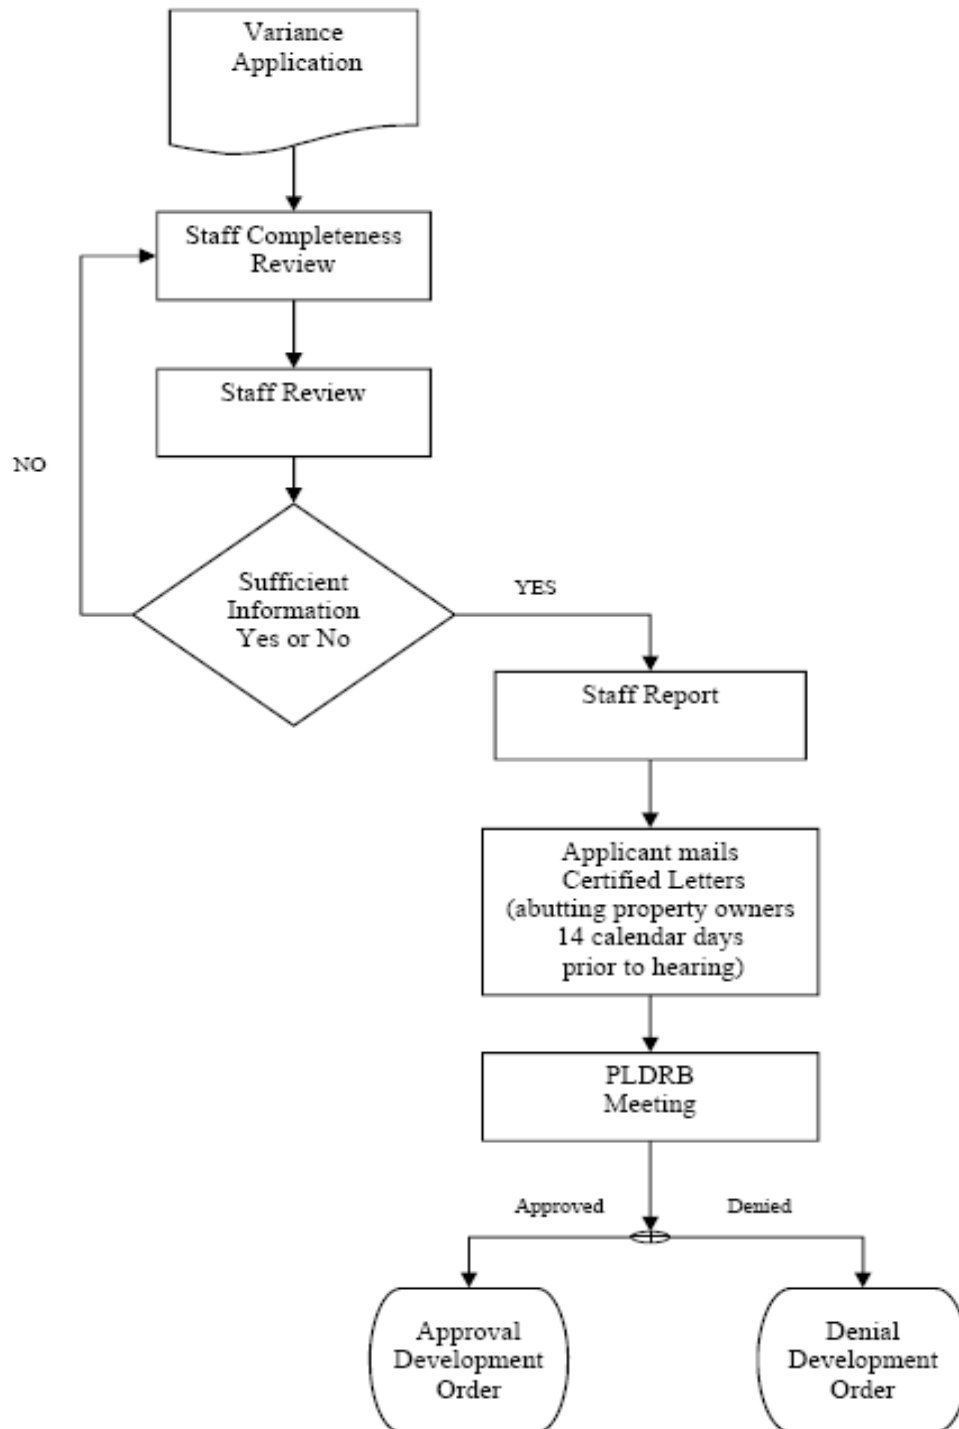 Variance
Application
Staff Completeness
Review
Staff Review
NO
Sufficient
Information
Yes or No
YES
Staff Report
Applicant mails
Certified Letters
(abutting property owners
14 calendar days
prior to hearing)
PLDRB
Meeting
Approved
Denied
Approval
Development
Order
Denial
Development
Order